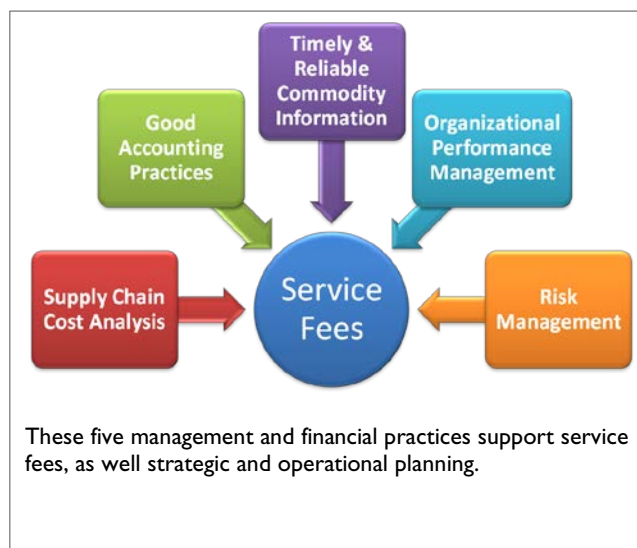 Timely &
Reliable
Commodity
Information
Good
Accounting
Practices
Organizational
Performance
Management
Supply Chain
Cost Analysis
Service
Fees
Risk
Management
These five management and financial practices support service
fees, as well strategic and operational planning.